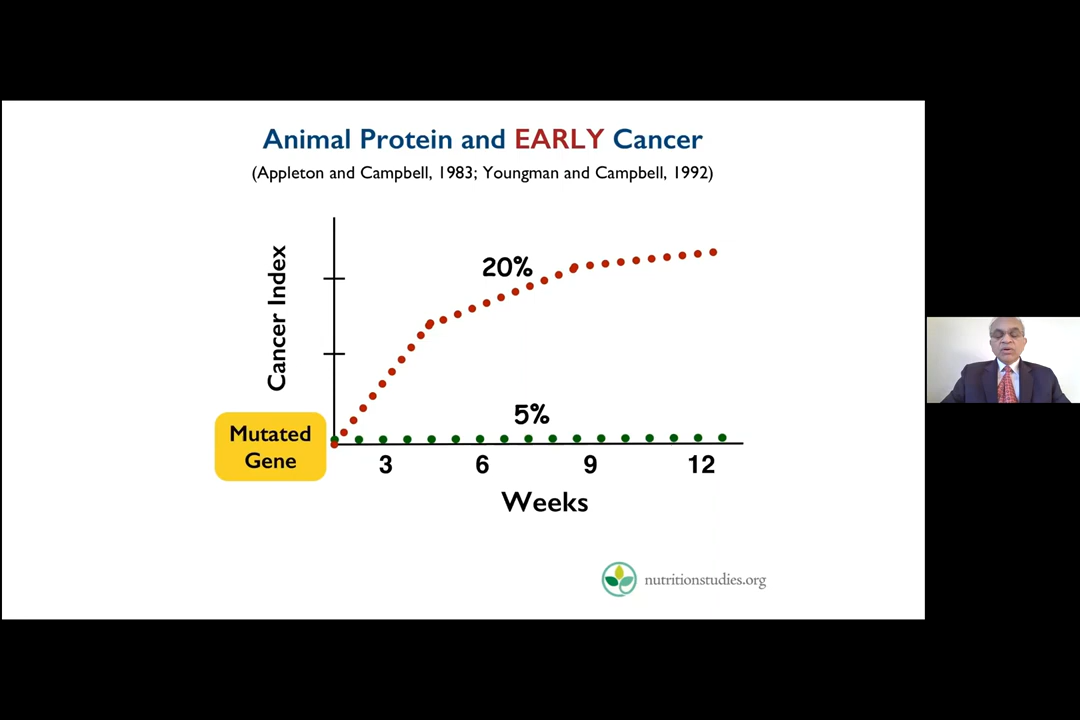 Animal Protein and EARLY Cancer
(Appleton and Campbell, 1983; Youngman and Campbell, 1992)
Cancer Index
20%
5%
Mutated
Gene
3 6 9 12
Weeks
nutritionstudies.org